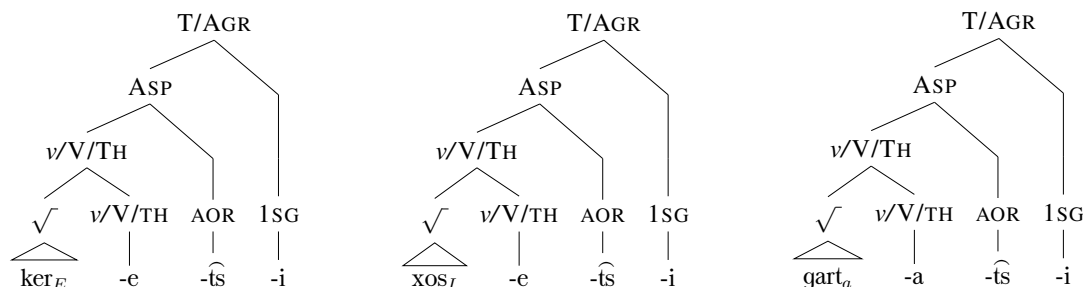 T/AGR T/AGR T/AGR
ASP ASP ASP
v/V/TH v/V/TH v/V/TH
√ v/V/TH AOR 1SG √ v/V/TH AOR 1SG √ v/V/TH AOR 1SG
ker_E -e -t͡s -i xos_I -e -t͡s -i gart_a -a -t͡s -i